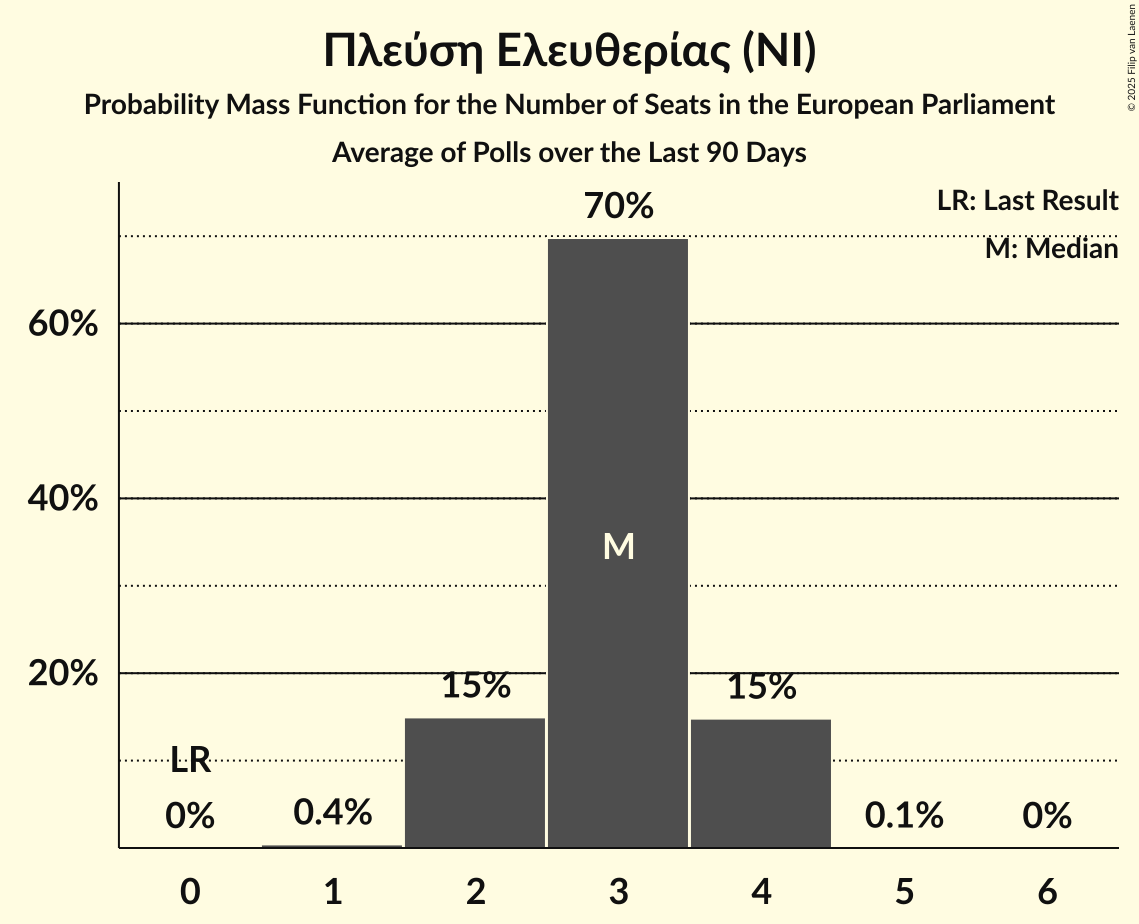 Πλεύση Ελευθερίας (NI)
Probability Mass Function for the Number of Seats in the European Parliament
Average of Polls over the Last 90 Days
© 2025 Filip van Laenen
LR: Last Result
M: Median
70%
60%
40%
20%
M
15%
15%
LR
0%
0.4%
0.1%
0%
0
1
2
3
4
5
6